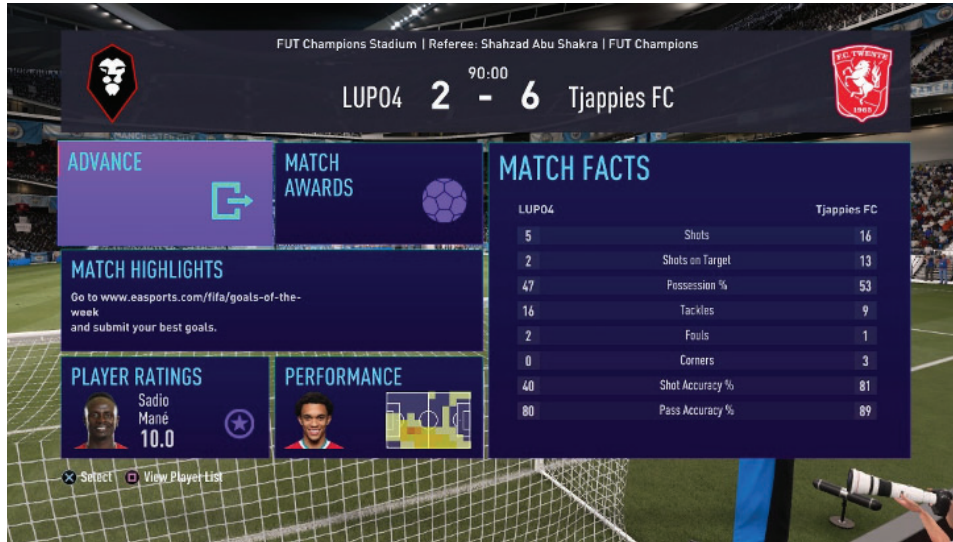 FUT Champions Stadium | Referee: Shahzad Abu Shakra | FUT Champions
90:00
LUP04 2 - 6 Tjappies FC
F.C. TWENTE
1965
MANCHESTER
ADVANCE
MATCH
AWARDS
MATCH HIGHLIGHTS
Go to www.easports.com/fifa/goals-of-the-
week
and submit your best goals.
PLAYER RATINGS
Sadio
Mané
10.0
PERFORMANCE
MATCH FACTS
LUP04 Tjappies FC
5 Shots 16
2 Shots on Target 13
47 Possession % 53
16 Tackles 9
2 Fouls 1
0 Corners 3
40 Shot Accuracy % 81
80 Pass Accuracy % 89
Select View Player List